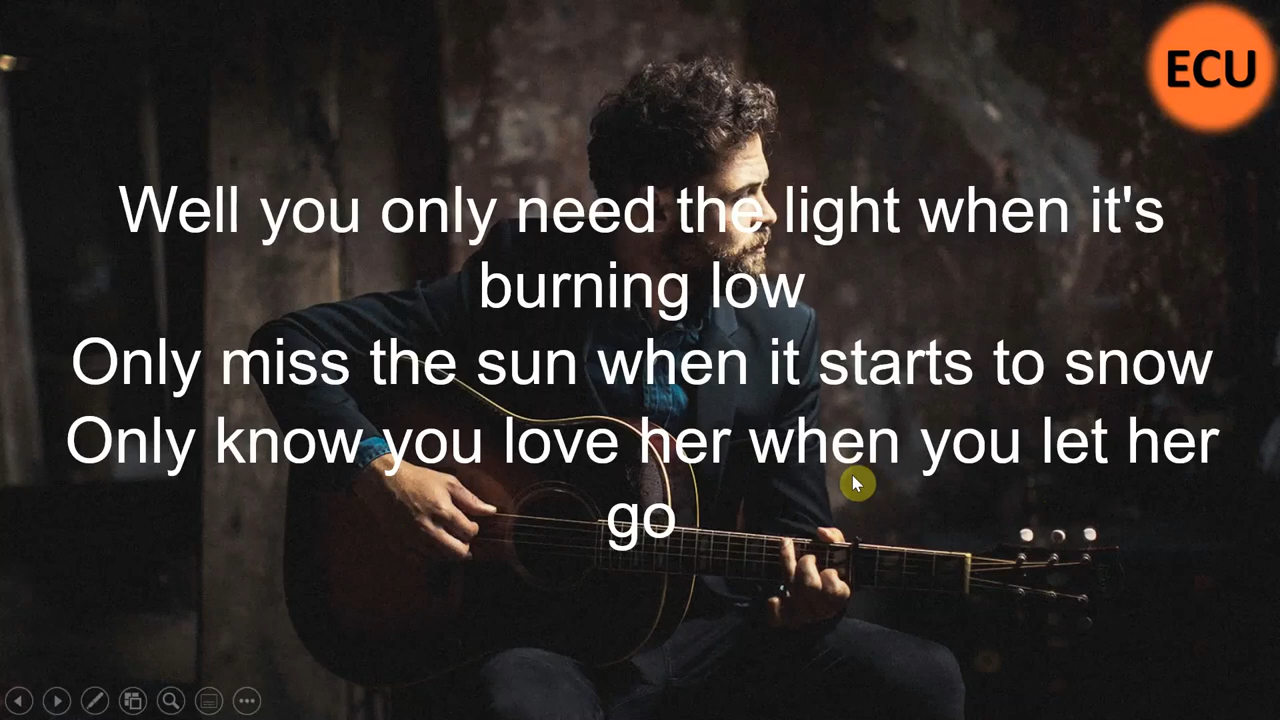 ECU
Well you only need the light when it's
burning low
Only miss the sun when it starts to snow
Only know you love her when you let her
go